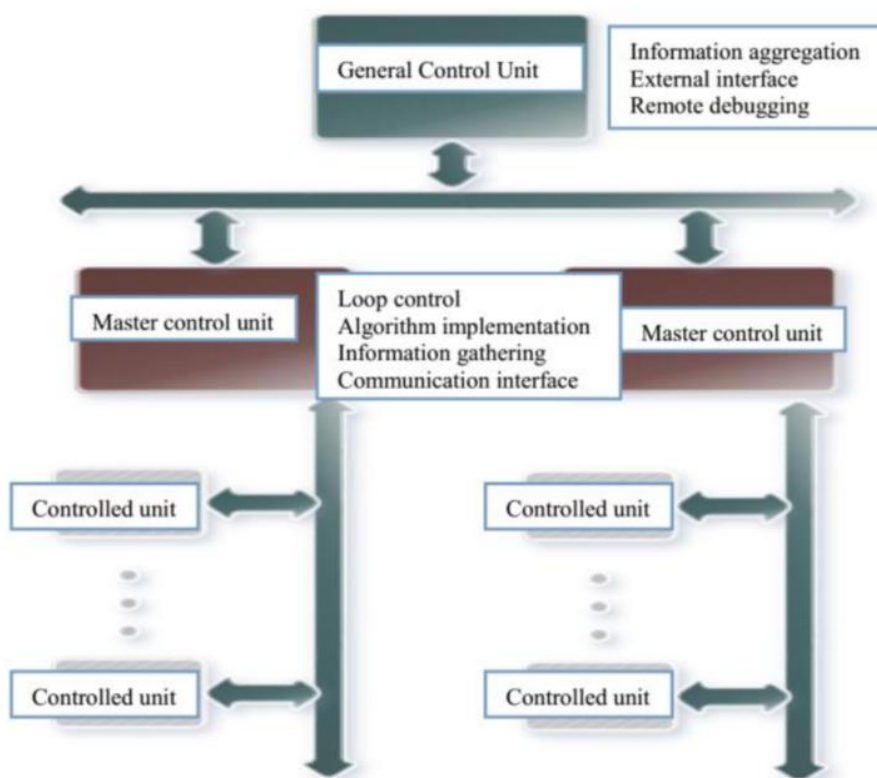 General Control Unit
Information aggregation
External interface
Remote debugging
Master control unit
Loop control
Algorithm implementation
Information gathering
Communication interface
Master control unit
Controlled unit
Controlled unit
Controlled unit
Controlled unit